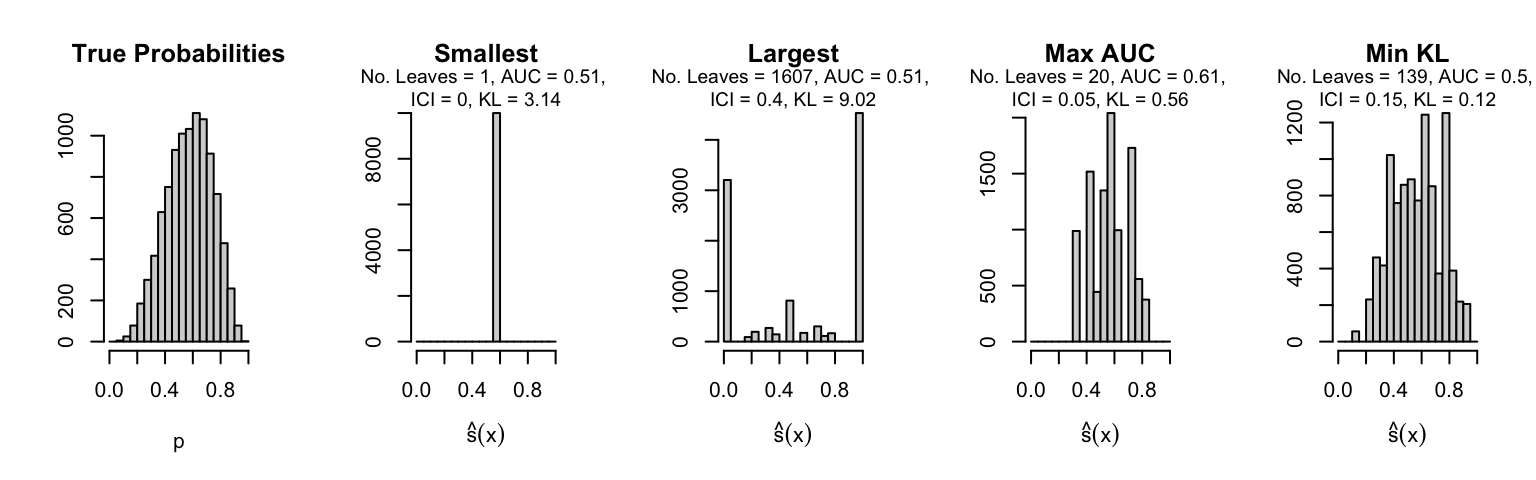 True Probabilities
1000
600
200
0
0.0 0.4 0.8
p
Smallest
No. Leaves = 1, AUC = 0.51,
ICI = 0, KL = 3.14
8000
4000
0
0.0 0.4 0.8
ŝ(x)
Largest
No. Leaves = 1607, AUC = 0.51,
ICI = 0.4, KL = 9.02
3000
1000
0
0.0 0.4 0.8
ŝ(x)
Max AUC
No. Leaves = 20, AUC = 0.61,
ICI = 0.05, KL = 0.56
1500
500
0
0.0 0.4 0.8
ŝ(x)
Min KL
No. Leaves = 139, AUC = 0.5,
ICI = 0.15, KL = 0.12
1200
800
400
0
0.0 0.4 0.8
ŝ(x)